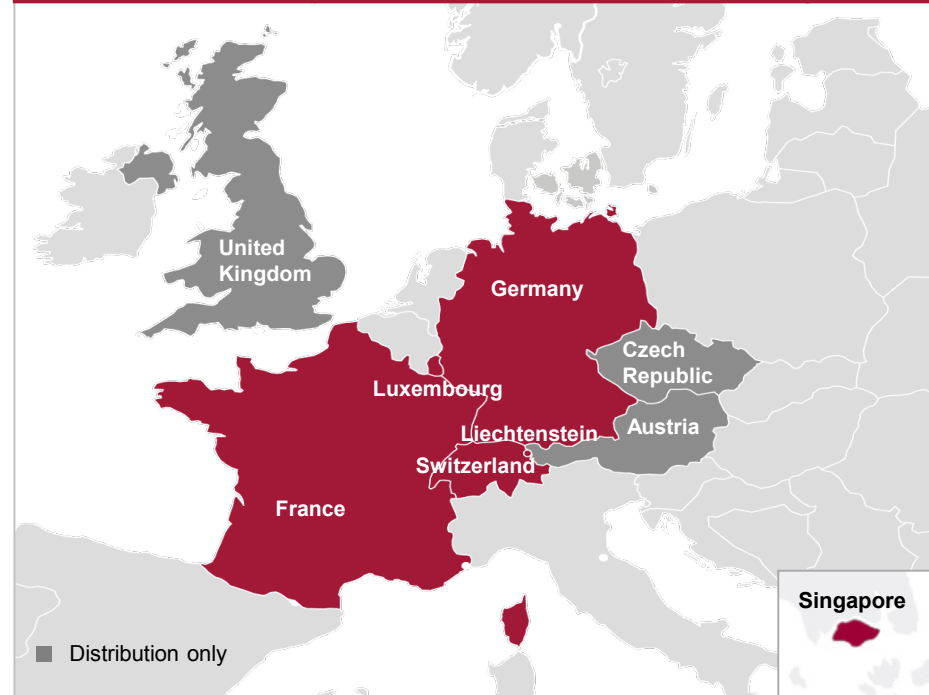 United
Kingdom
Germany
Czech
Republic
Luxembourg
Austria
Liechtenstein
Switzerland
France
Singapore
Distribution only